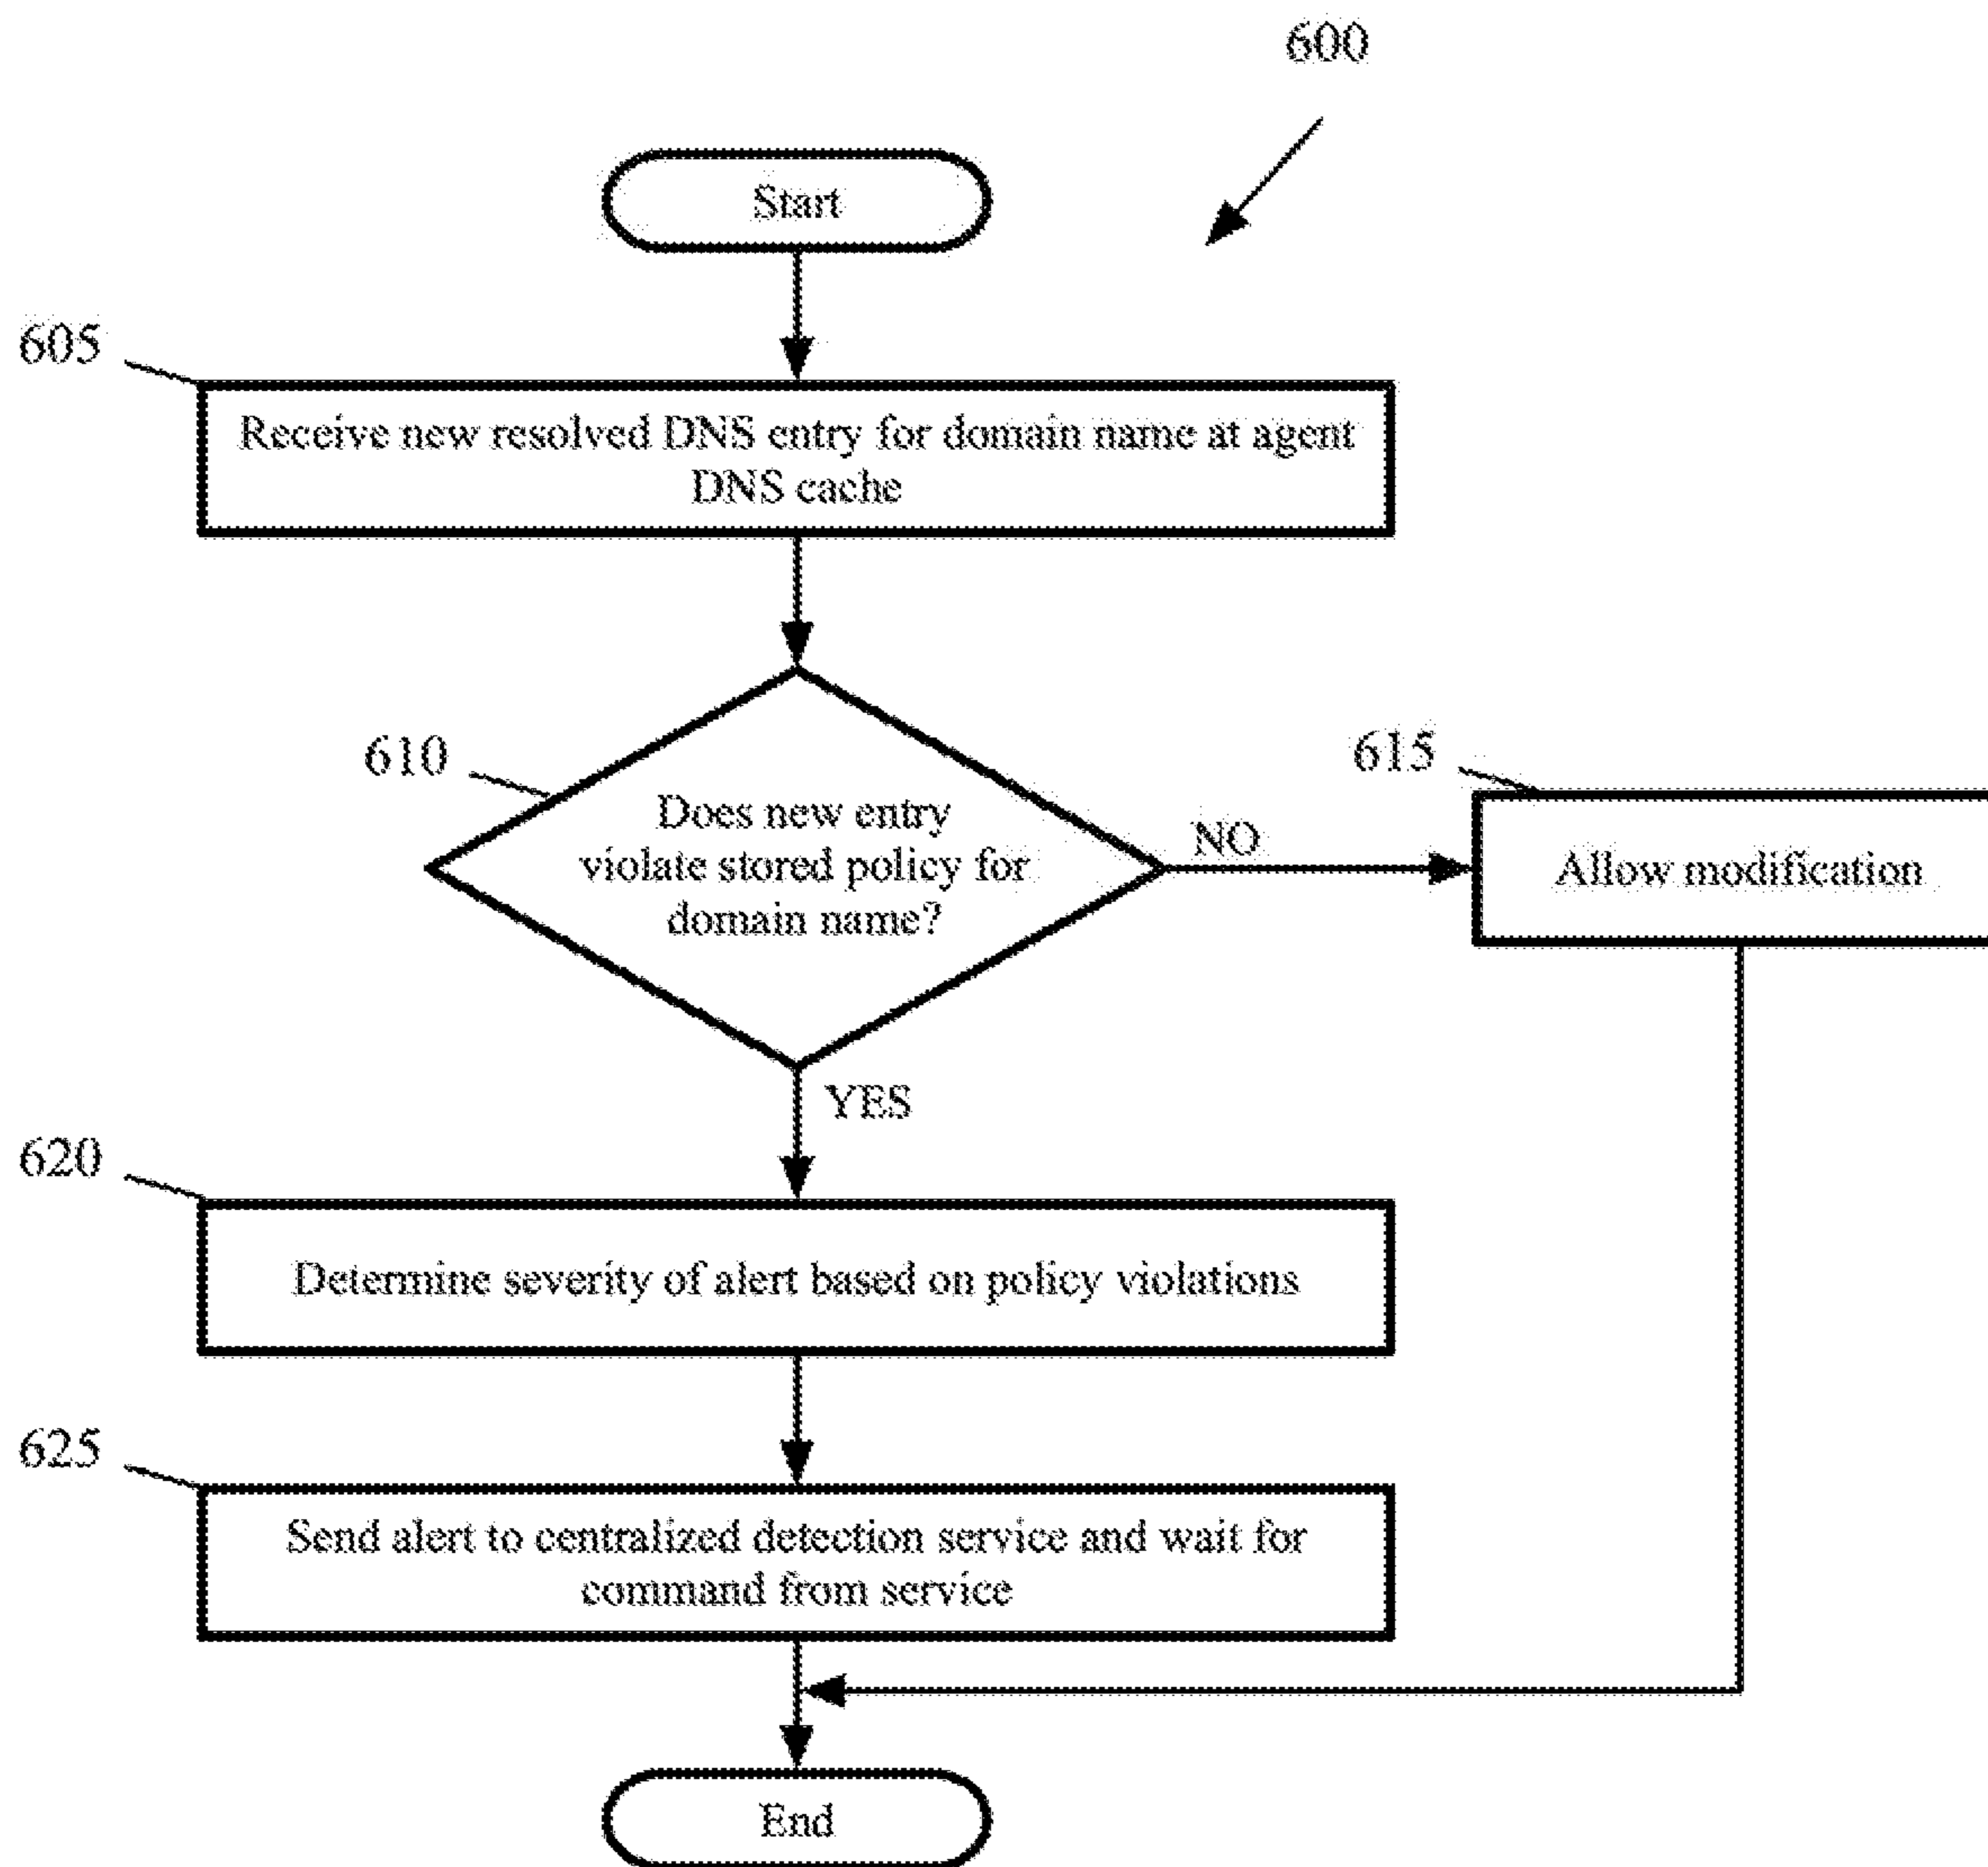 600
Start
605
Receive new resolved DNS entry for domain name at agent
DNS cache
610
Does new entry
violate stored policy for
domain name?
NO
615
Allow modification
YES
620
Determine severity of alert based on policy violations
625
Send alert to centralized detection service and wait for
command from service
End